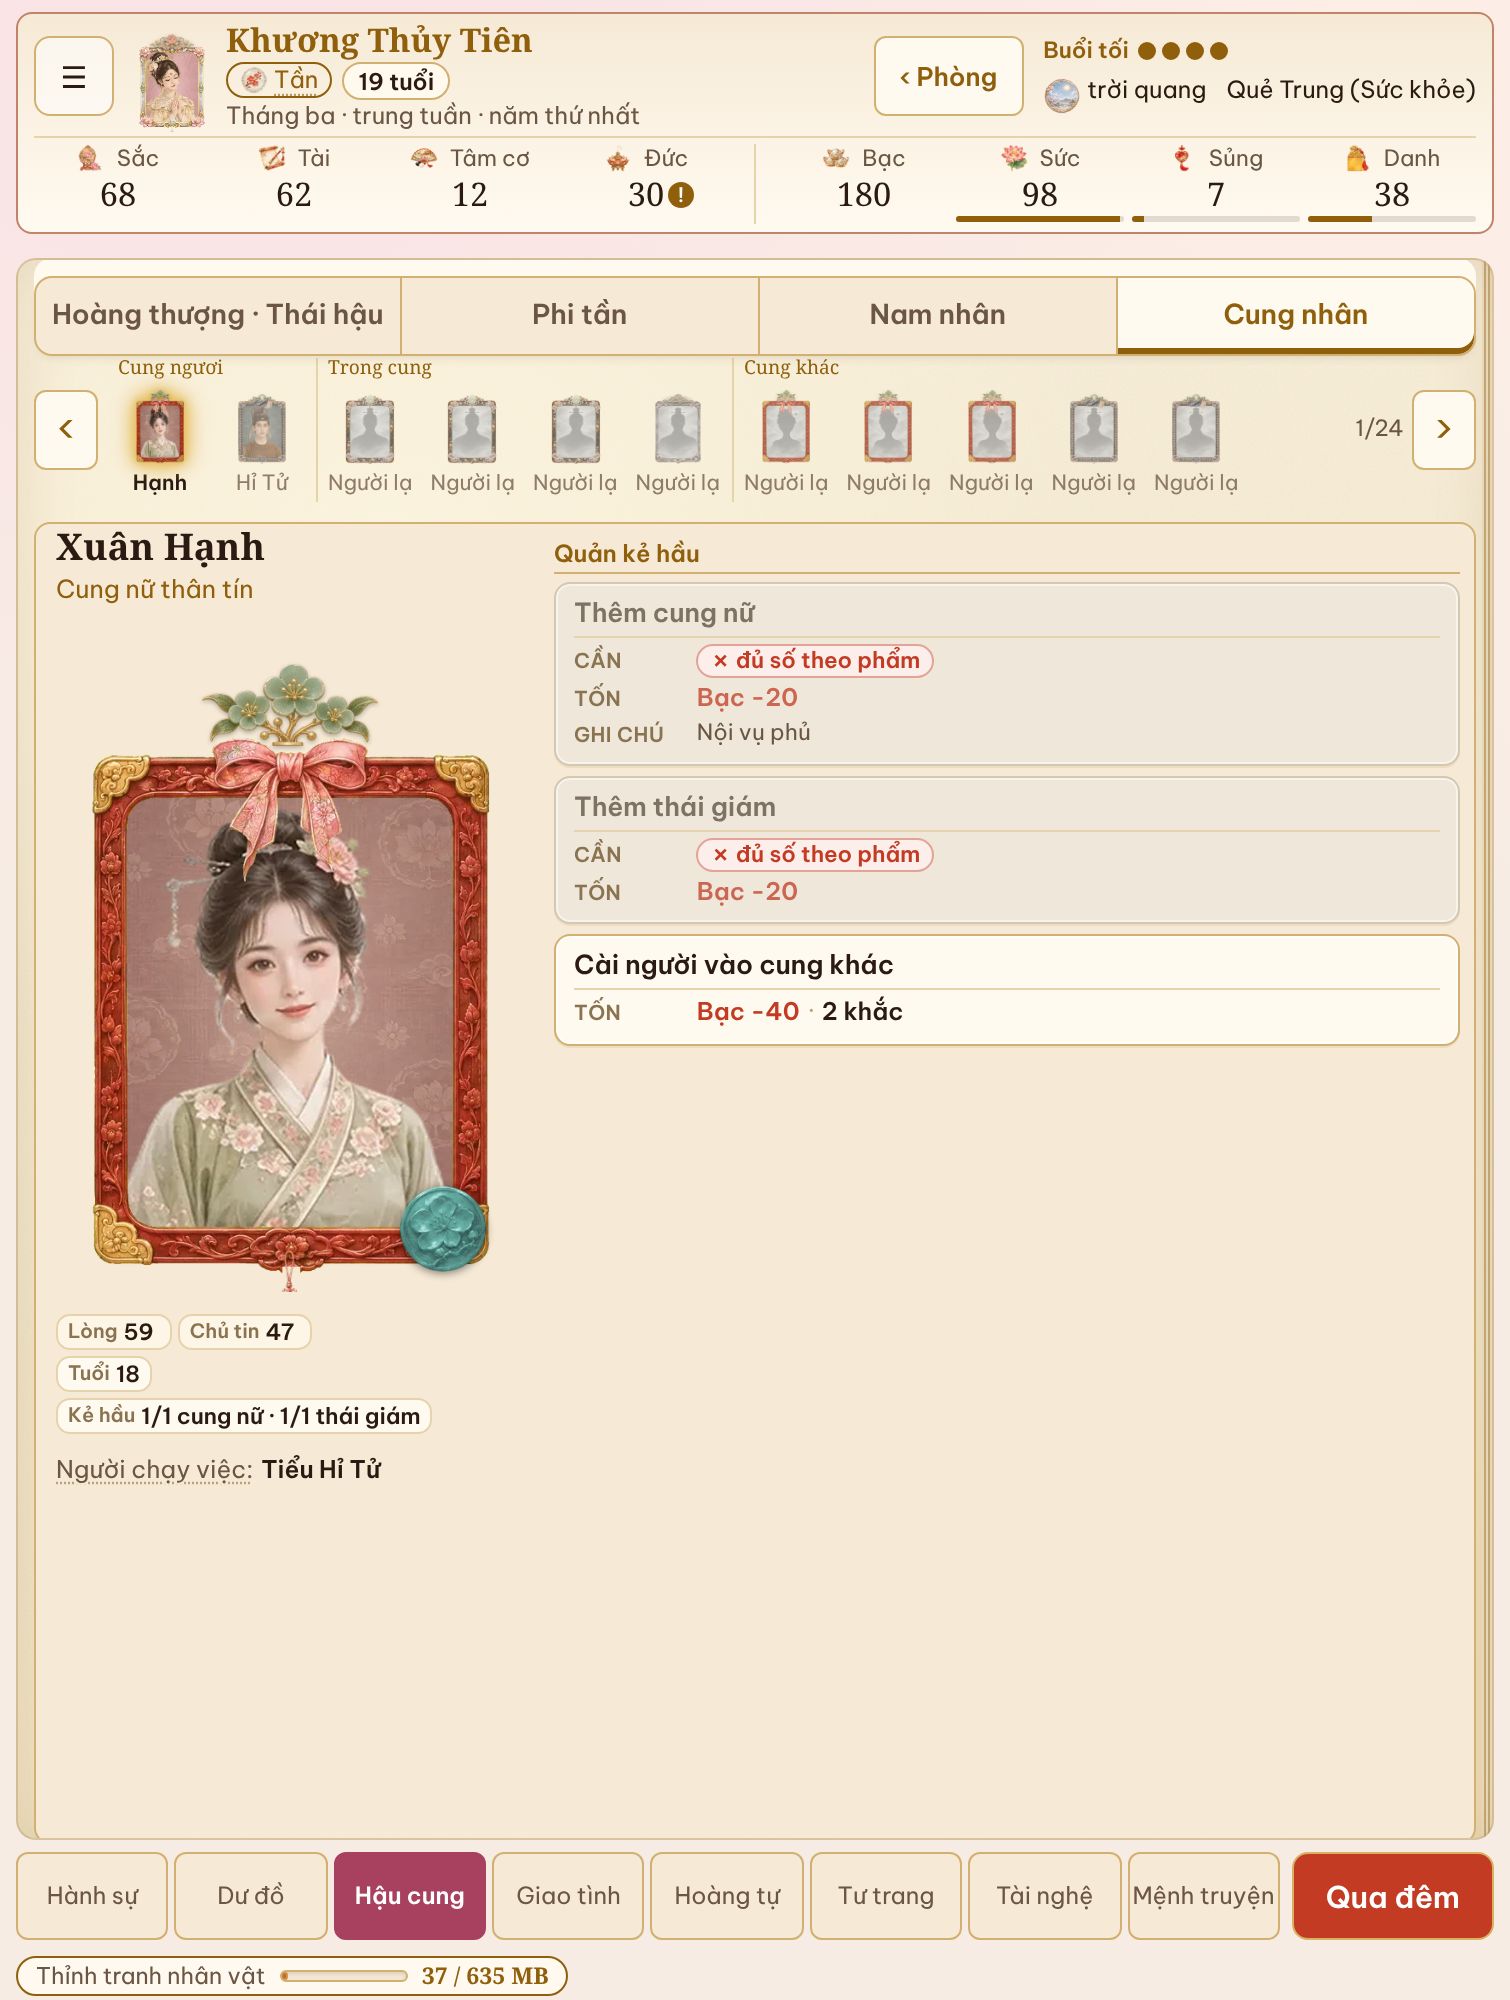 ☰
Khương Thủy Tiên
Tần
19 tuổi
Tháng ba · trung tuần · năm thứ nhất
‹ Phòng
Buổi tối
trời quang Quẻ Trung (Sức khỏe)
Sắc
68
Tài
62
Tâm cơ
12
Đức
30 !
Bạc
180
Sức
98
Sủng
7
Danh
38
Hoàng thượng · Thái hậu
Phi tần
Nam nhân
Cung nhân
Cung ngươi
Trong cung
Cung khác
‹
Hạnh
Hỉ Tử
Người lạ
Người lạ
Người lạ
Người lạ
Người lạ
Người lạ
Người lạ
Người lạ
Người lạ
1/24
›
Xuân Hạnh
Cung nữ thân tín
Lòng 59
Chủ tin 47
Tuổi 18
Kẻ hầu 1/1 cung nữ · 1/1 thái giám
Người chạy việc: Tiểu Hỉ Tử
Quản kẻ hầu
Thêm cung nữ
CẦN × đủ số theo phẩm
TỐN Bạc -20
GHI CHÚ Nội vụ phủ
Thêm thái giám
CẦN × đủ số theo phẩm
TỐN Bạc -20
Cài người vào cung khác
TỐN Bạc -40 · 2 khắc
Hành sự
Dư đồ
Hậu cung
Giao tình
Hoàng tự
Tư trang
Tài nghệ
Mệnh truyện
Qua đêm
Thỉnh tranh nhân vật 37 / 635 MB